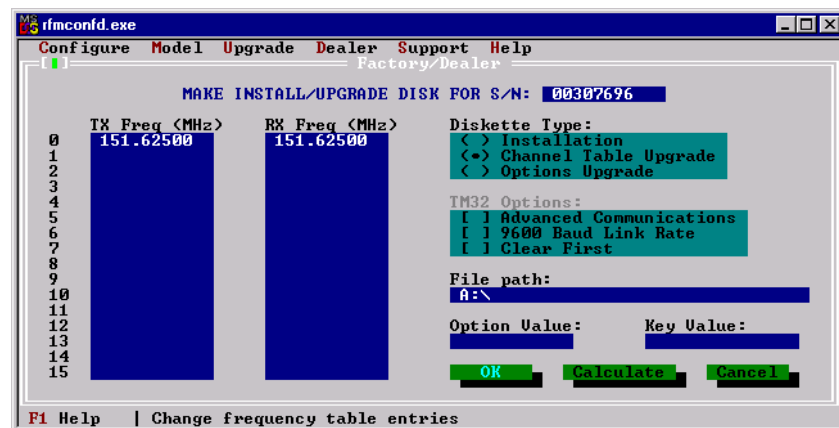 rfmconfd.exe
Configure Model Upgrade Dealer Support Help
Factory/Dealer
MAKE INSTALL/UPGRADE DISK FOR S/N: 00307696
TX Freq (MHz) RX Freq (MHz)
0 151.62500 151.62500
1
2
3
4
5
6
7
8
9
10
11
12
13
14
15
Diskette Type:
( ) Installation
(•) Channel Table Upgrade
( ) Options Upgrade
TM32 Options:
[ ] Advanced Communications
[ ] 9600 Baud Link Rate
[ ] Clear First
File path:
A:\
Option Value: Key Value:
OK Calculate Cancel
F1 Help | Change frequency table entries